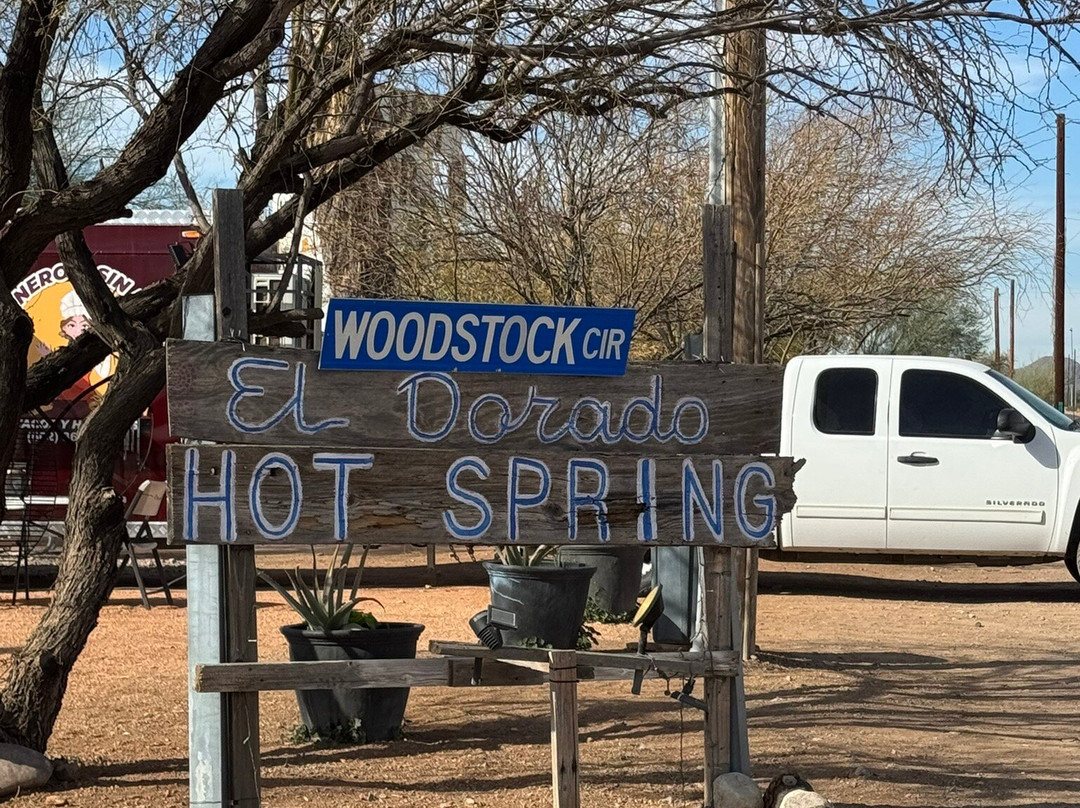 WOODSTOCK CIR
El Dorado
HOT SPRING
SILVERADO